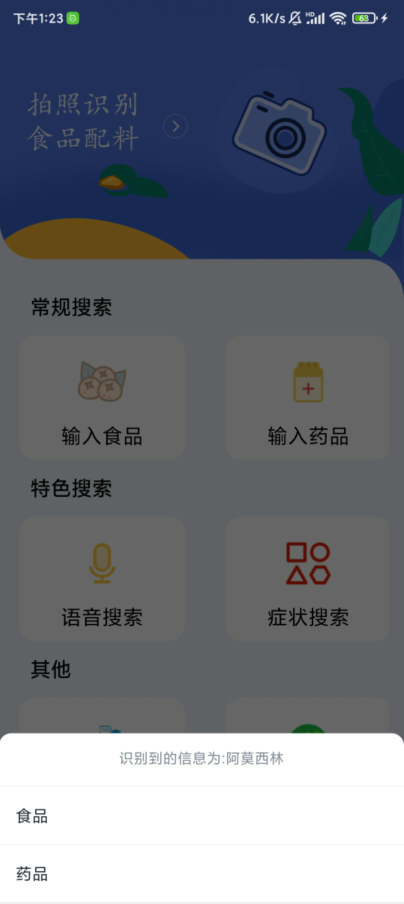 下午1:23
6.1K/s
HD
63
拍照识别
食品配料
常规搜索
输入食品
输入药品
特色搜索
语音搜索
症状搜索
其他
识别到的信息为:阿莫西林
食品
药品